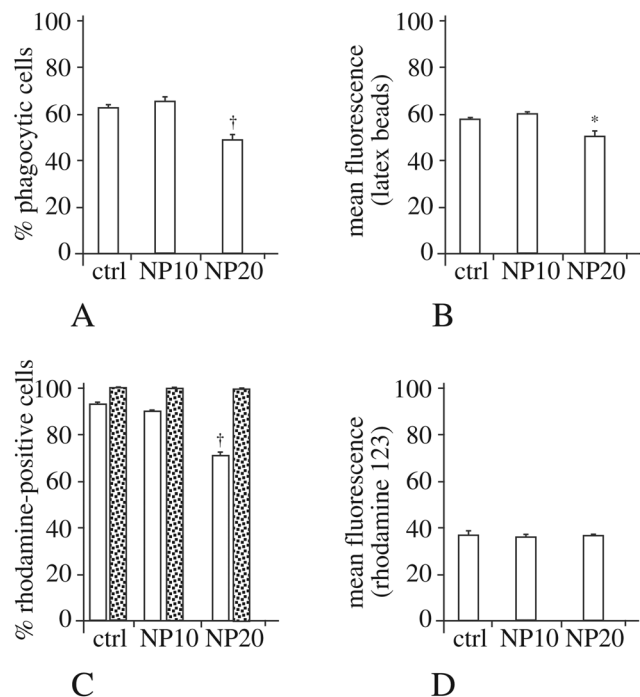 % phagocytic cells
100
80
60
40
20
0
†
ctrl NP10 NP20
A
mean fluorescence
(latex beads)
100
80
60
40
20
0
*
ctrl NP10 NP20
B
% rhodamine-positive cells
100
80
60
40
20
0
†
ctrl NP10 NP20
C
mean fluorescence
(rhodamine 123)
100
80
60
40
20
0
ctrl NP10 NP20
D